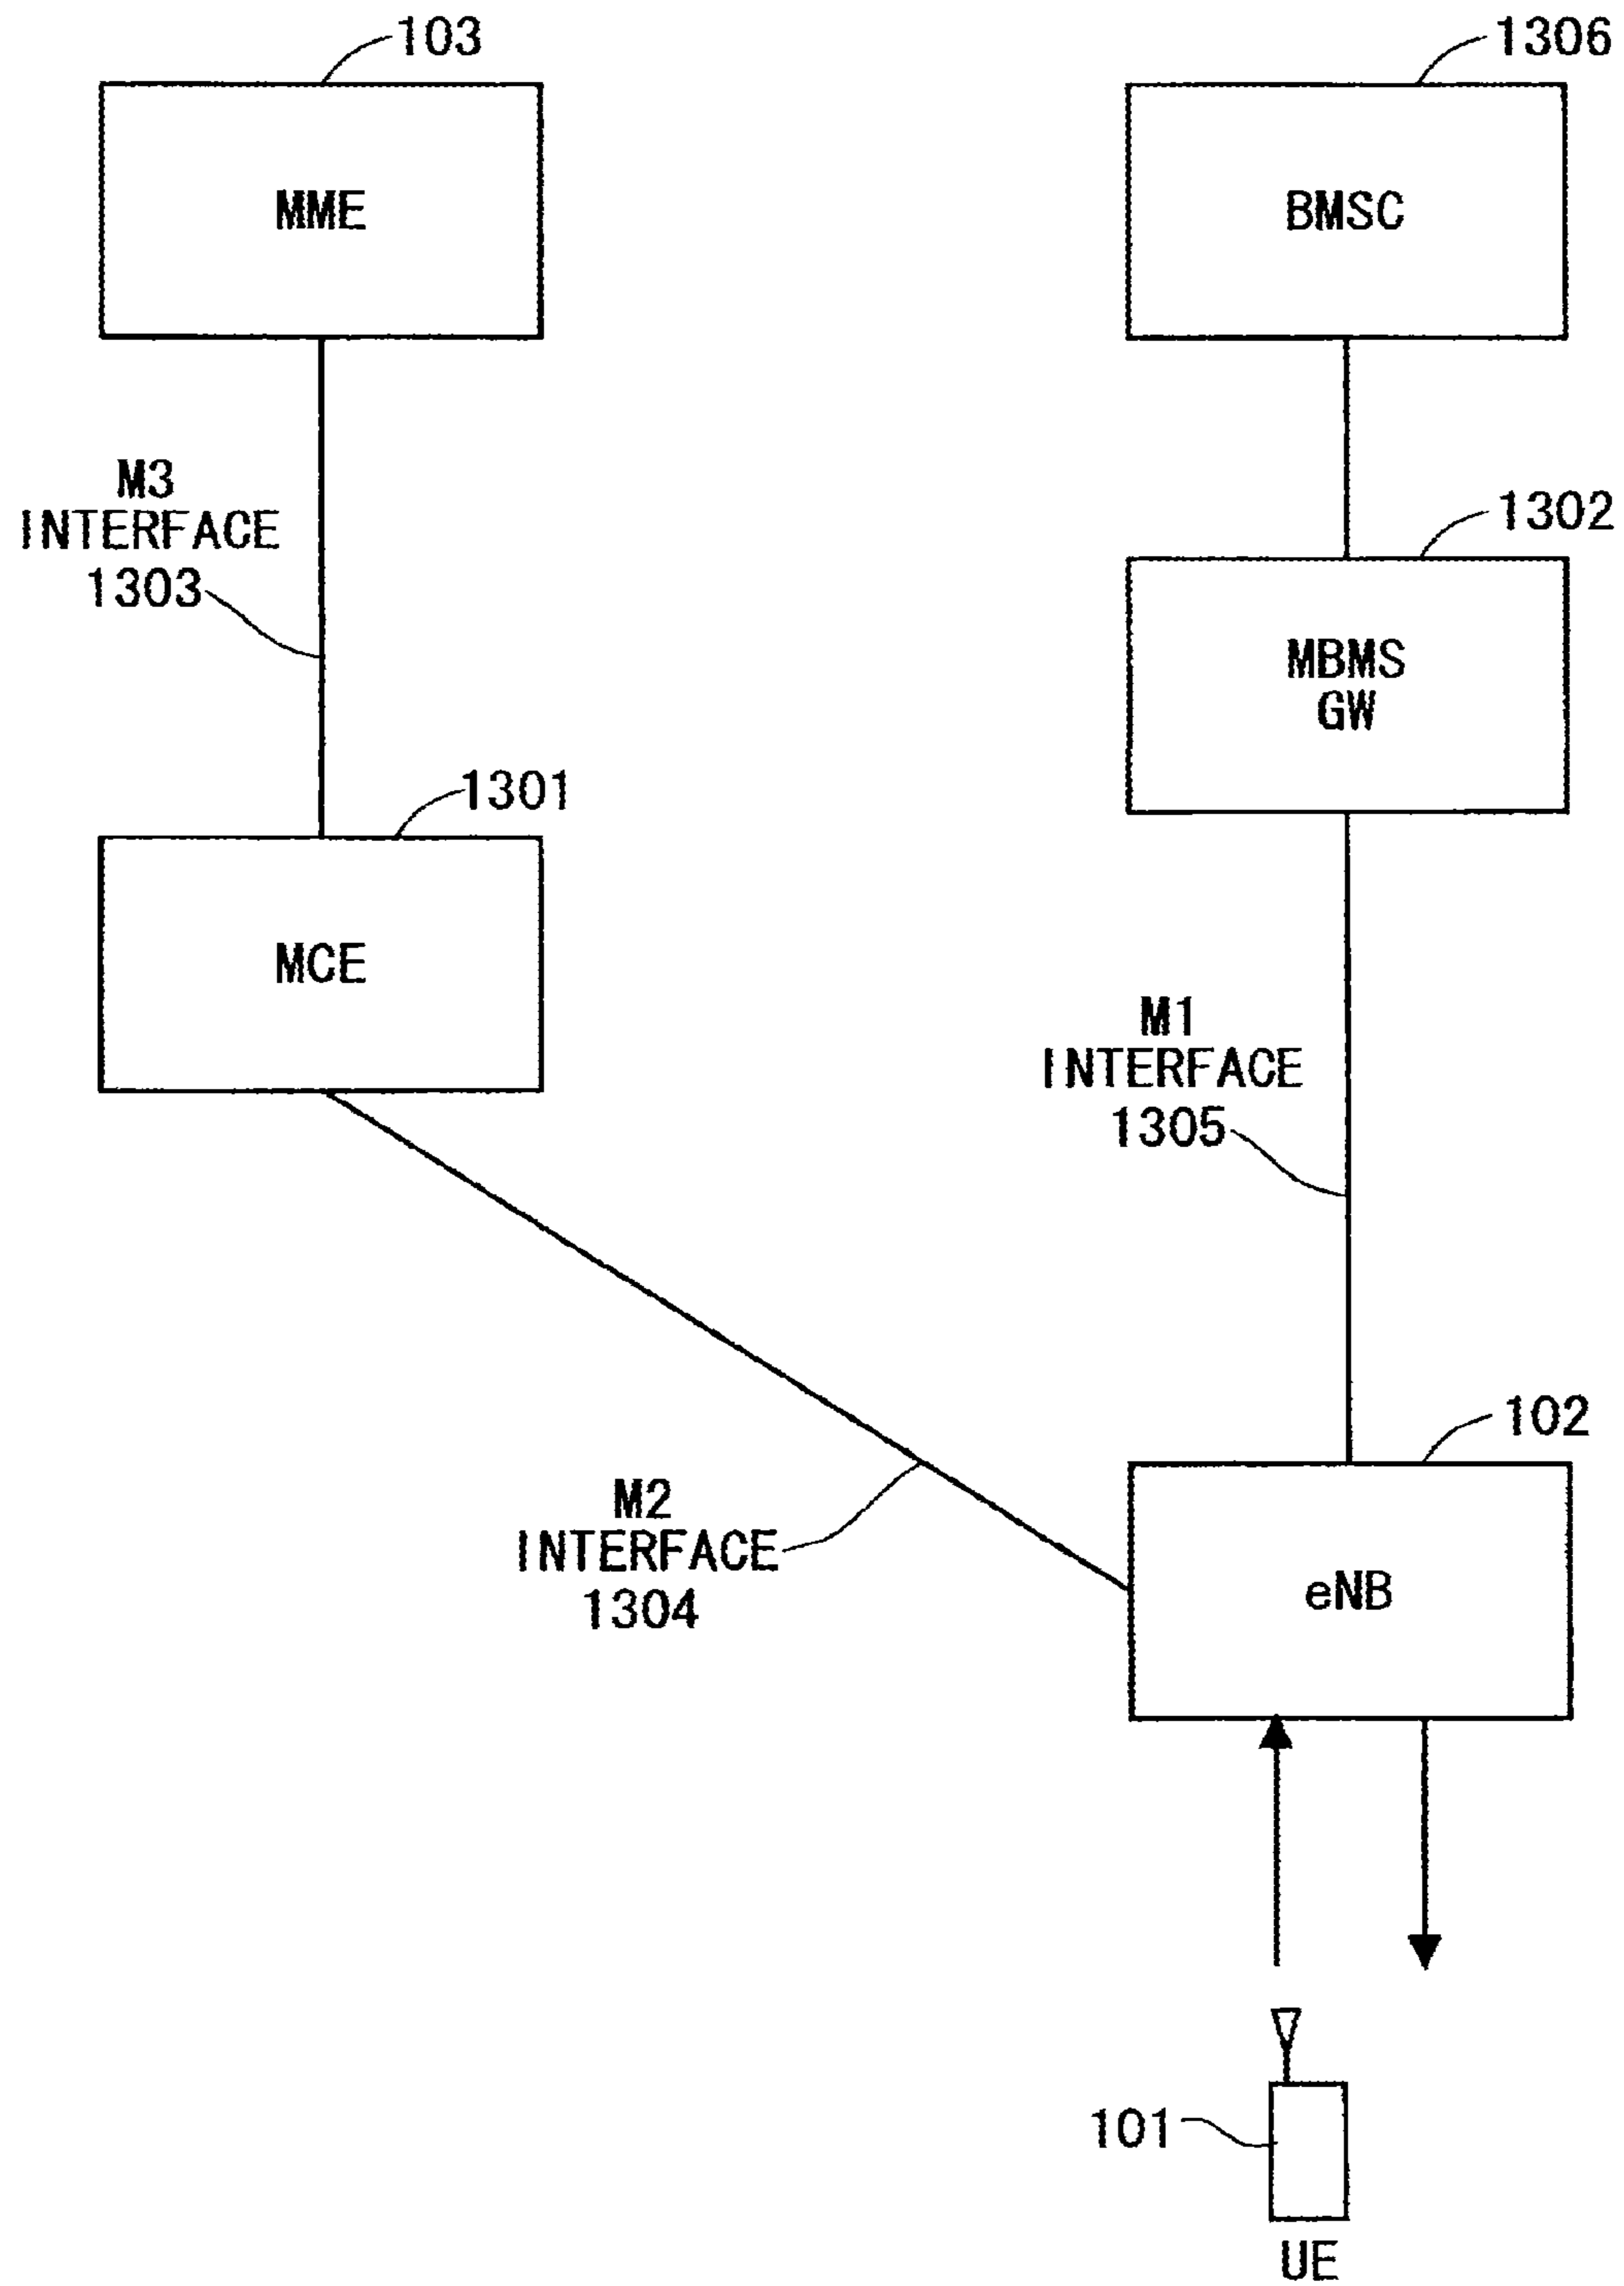 103
1306
MME
BMSC
M3
INTERFACE
1303
1302
MBMS
GW
1301
MCE
M1
INTERFACE
1305
102
M2
INTERFACE
1304
eNB
101
UE